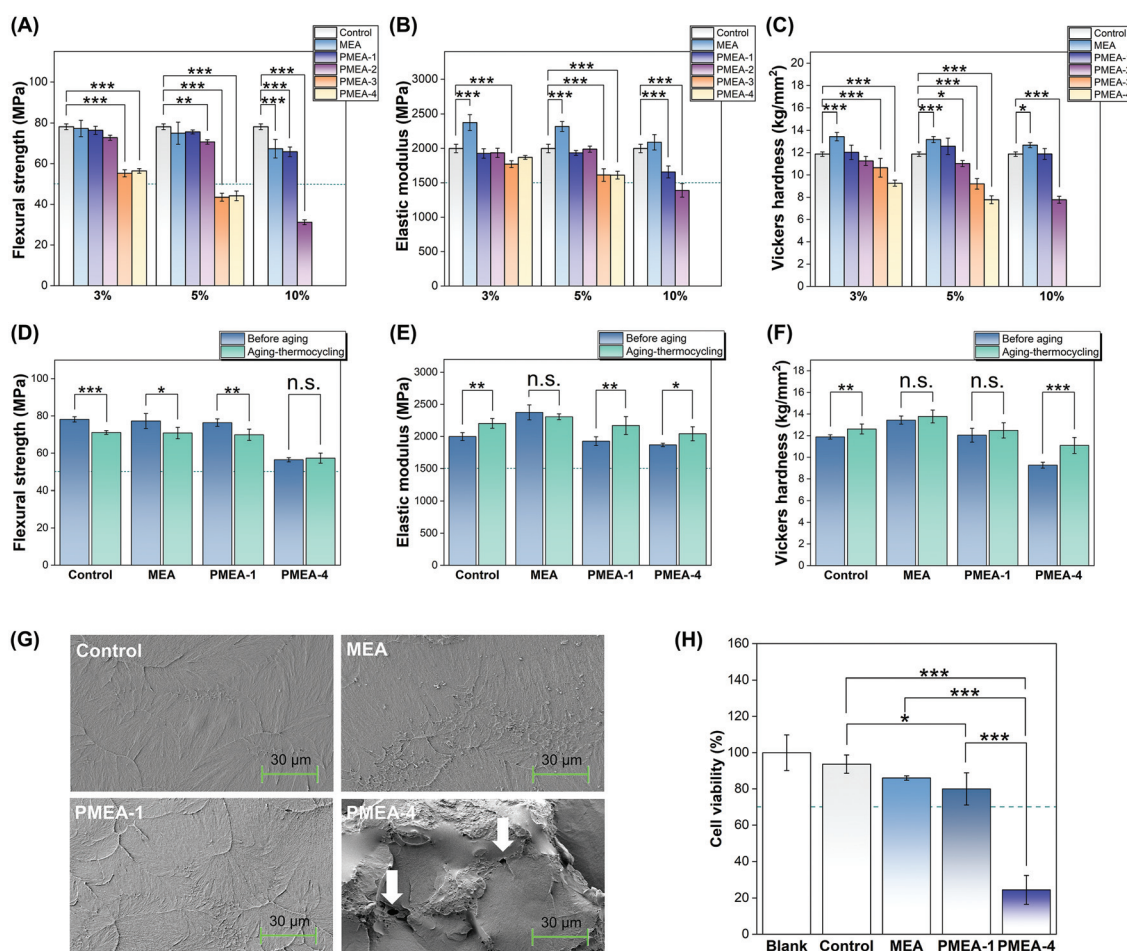 (A)
Control
MEA
PMEA-1
PMEA-2
PMEA-3
PMEA-4
Flexural strength (MPa)
100
80
60
40
20
0
***
***
***
***
**
***
***
***
3%
5%
10%
(B)
Control
MEA
PMEA-1
PMEA-2
PMEA-3
PMEA-4
Elastic modulus (MPa)
3000
2500
2000
1500
1000
500
0
***
***
***
***
***
***
***
3%
5%
10%
(C)
Control
MEA
PMEA-
PMEA-2
PMEA-3
PMEA-4
Vickers hardness (kg/mm²)
20
18
16
14
12
10
8
6
4
2
0
***
***
***
***
***
*
***
***
*
3%
5%
10%
(D)
Before aging
Aging-thermocycling
Flexural strength (MPa)
100
80
60
40
20
0
***
*
**
n.s.
Control
MEA
PMEA-1
PMEA-4
(E)
Before aging
Aging-thermocycling
Elastic modulus (MPa)
3000
2500
2000
1500
1000
500
0
**
n.s.
**
*
Control
MEA
PMEA-1
PMEA-4
(F)
Before aging
Aging-thermocycling
Vickers hardness (kg/mm²)
20
18
16
14
12
10
8
6
4
2
0
**
n.s.
n.s.
***
Control
MEA
PMEA-1
PMEA-4
(G)
Control
30 μm
MEA
30 μm
PMEA-1
30 μm
PMEA-4
30 μm
(H)
Cell viability (%)
160
140
120
100
80
60
40
20
0
***
***
*
***
Blank
Control
MEA
PMEA-1
PMEA-4